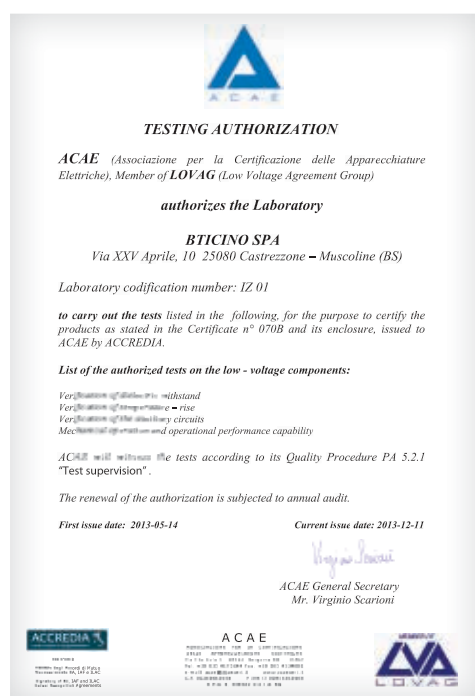 ACAE
TESTING AUTHORIZATION
ACAE (Associazione per la Certificazione delle Apparecchiature
Elettriche), Member of LOVAG (Low Voltage Agreement Group)
authorizes the Laboratory
BTICINO SPA
Via XXV Aprile, 10 25080 Castrezzone – Muscoline (BS)
Laboratory codification number: IZ 01
to carry out the tests listed in the following, for the purpose to certify the
products as stated in the Certificate n° 070B and its enclosure, issued to
ACAE by ACCREDIA.
List of the authorized tests on the low - voltage components:
withstand
– rise
circuits
operational performance capability
tests according to its Quality Procedure PA 5.2.1
"Test supervision" .
The renewal of the authorization is subjected to annual audit.
First issue date: 2013-05-14 Current issue date: 2013-12-11
ACAE General Secretary
Mr. Virginio Scarioni
ACCREDIA
ACAE
LOVAG